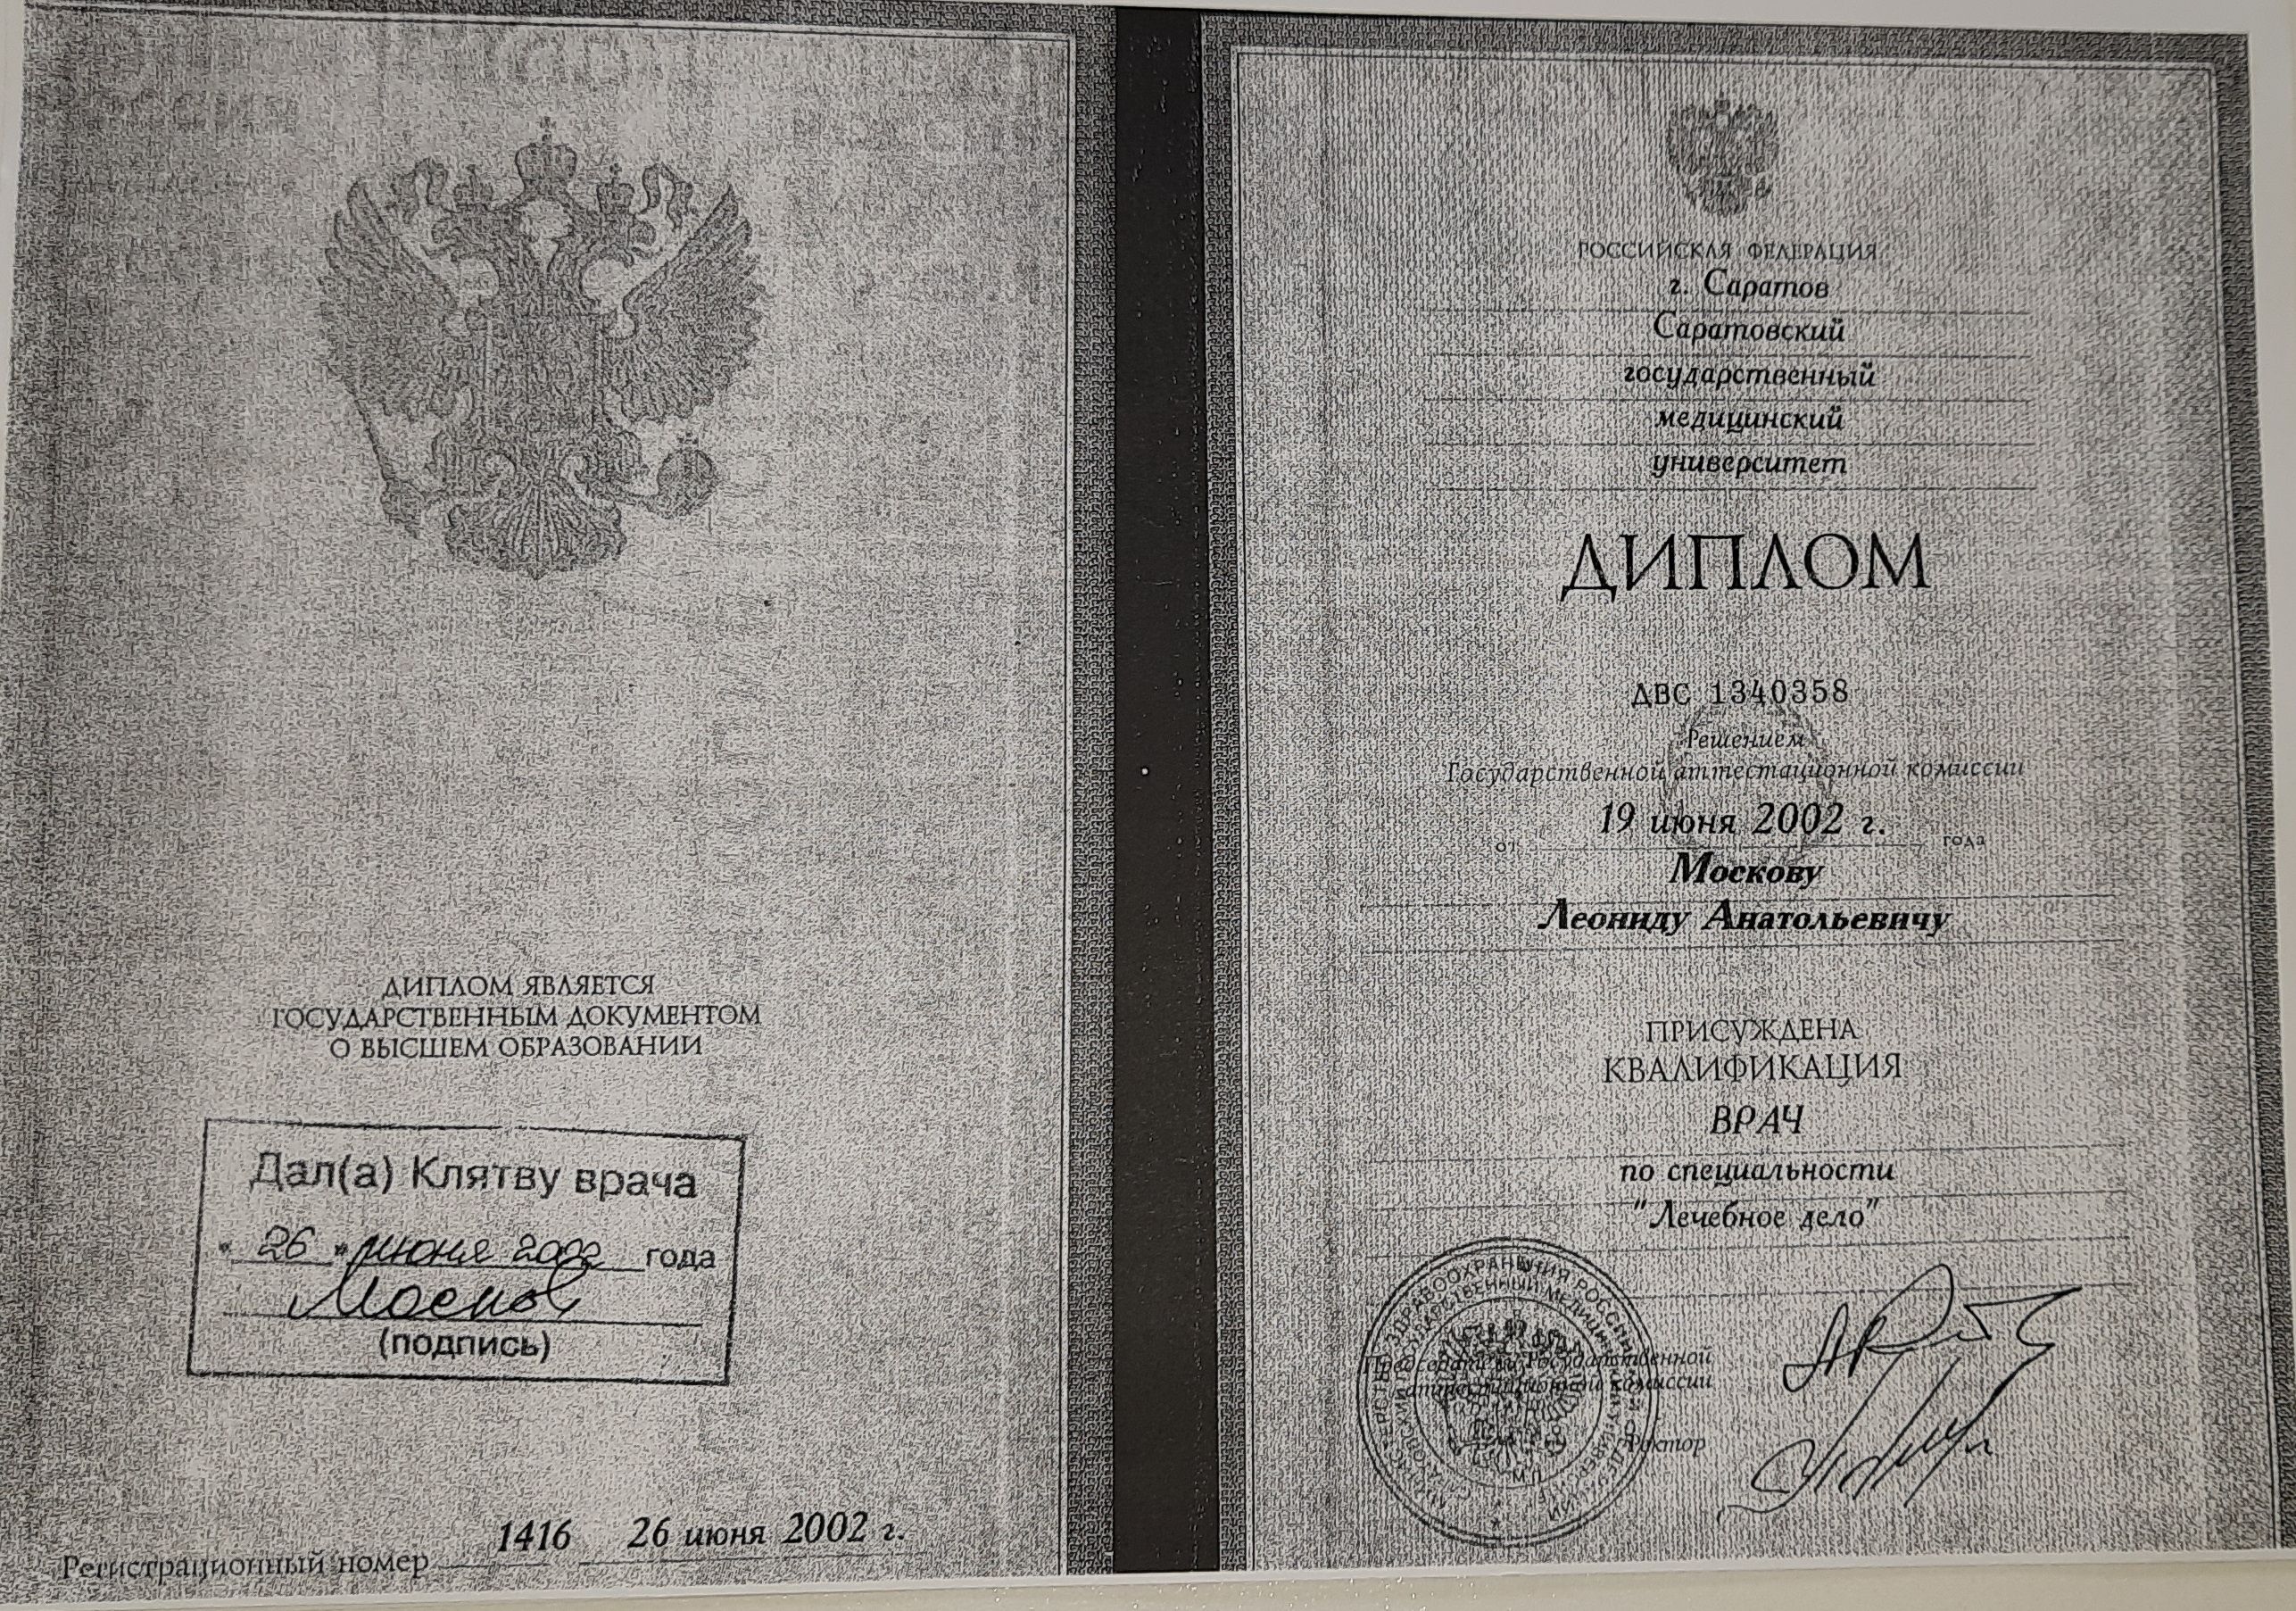 ДИПЛОМ ЯВЛЯЕТСЯ
ГОСУДАРСТВЕННЫМ ДОКУМЕНТОМ
О ВЫСШЕМ ОБРАЗОВАНИИ
Дал(а) Клятву врача
" 26 " июня 2002 года
Москов
(подпись)
Регистрационный номер 1416 26 июня 2002 г.
РОССИЙСКАЯ ФЕДЕРАЦИЯ
г. Саратов
Саратовский
государственный
медицинский
университет
ДИПЛОМ
ДВС 1340358
Решением
Государственной аттестационной комиссии
от 19 июня 2002 г. года
Москову
Леониду Анатольевичу
ПРИСУЖДЕНА
КВАЛИФИКАЦИЯ
ВРАЧ
по специальности
"Лечебное дело"
Председатель Государственной
аттестационной комиссии
Ректор
М.П.